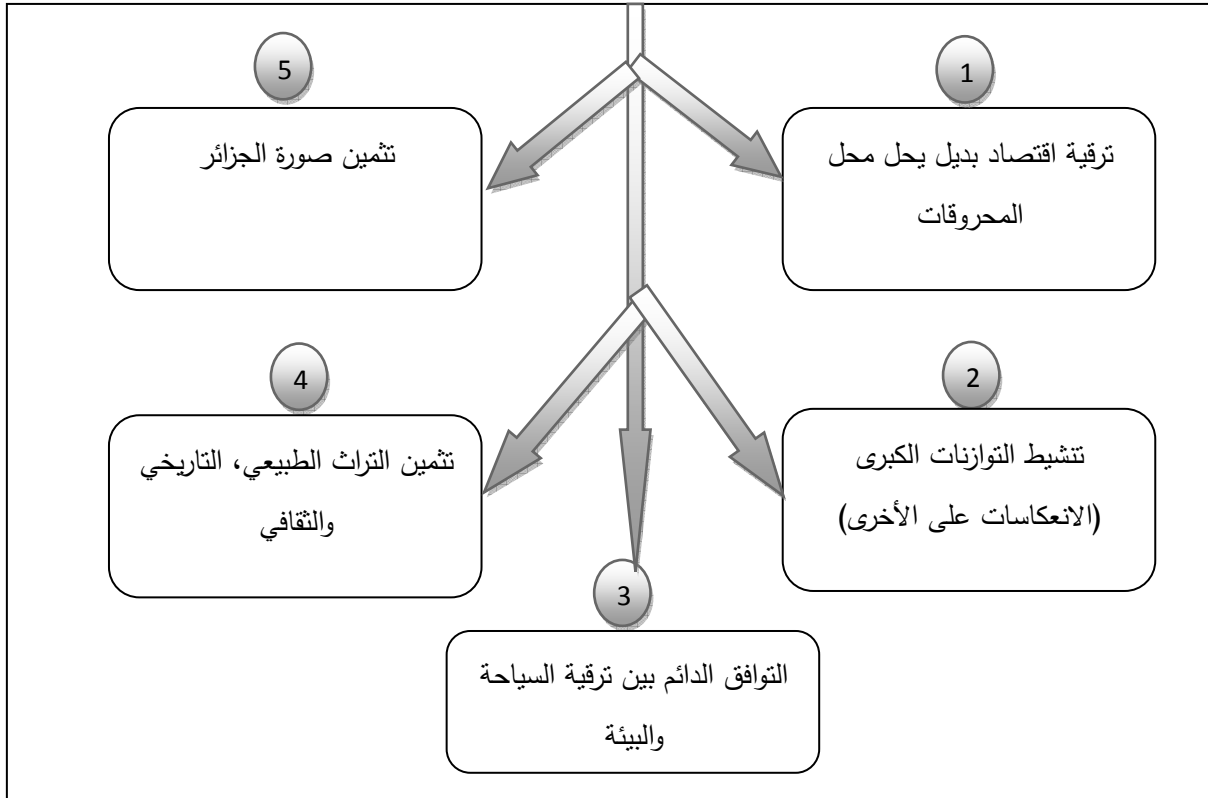 1
ترقية اقتصاد بديل يحل محل
المحروقات
2
تنشيط التوازنات الكبرى
(الانعكاسات على الأخرى)
3
التوافق الدائم بين ترقية السياحة
والبيئة
4
تثمين التراث الطبيعي، التاريخي
والثقافي
5
تثمين صورة الجزائر